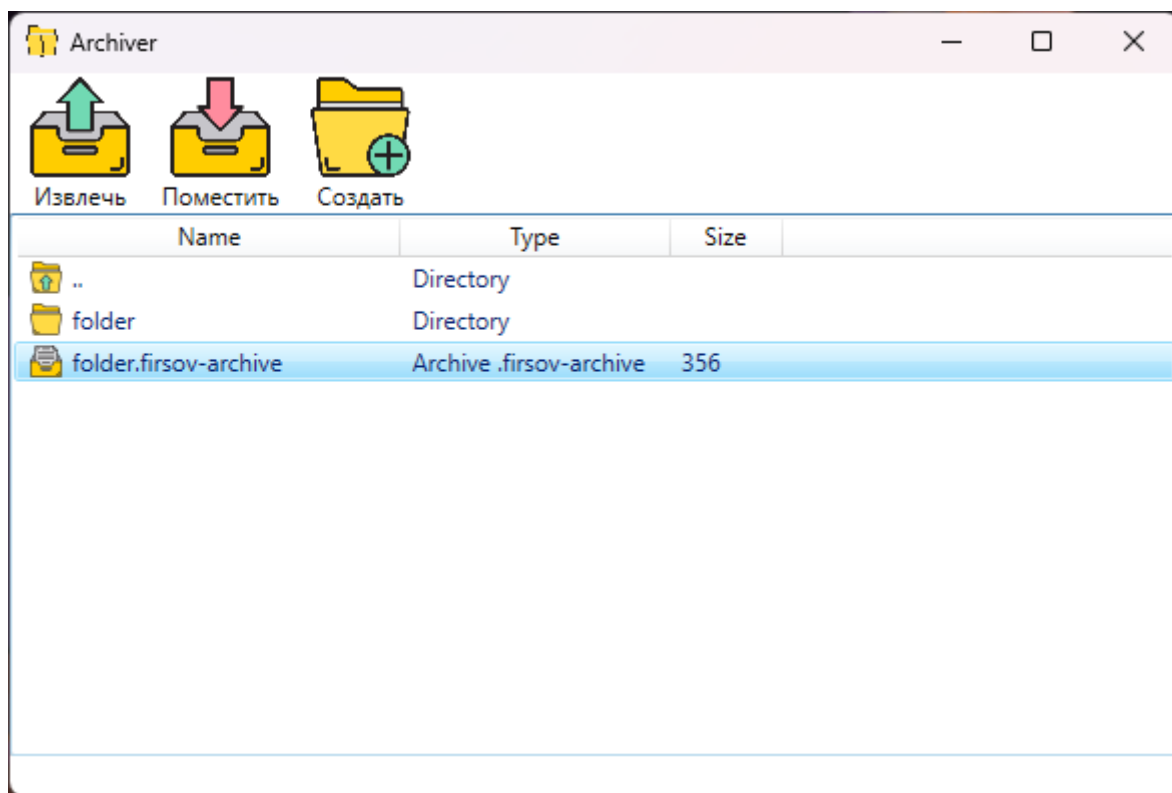 Archiver
Извлечь Поместить Создать
Name Type Size
.. Directory
folder Directory
folder.firsov-archive Archive .firsov-archive 356